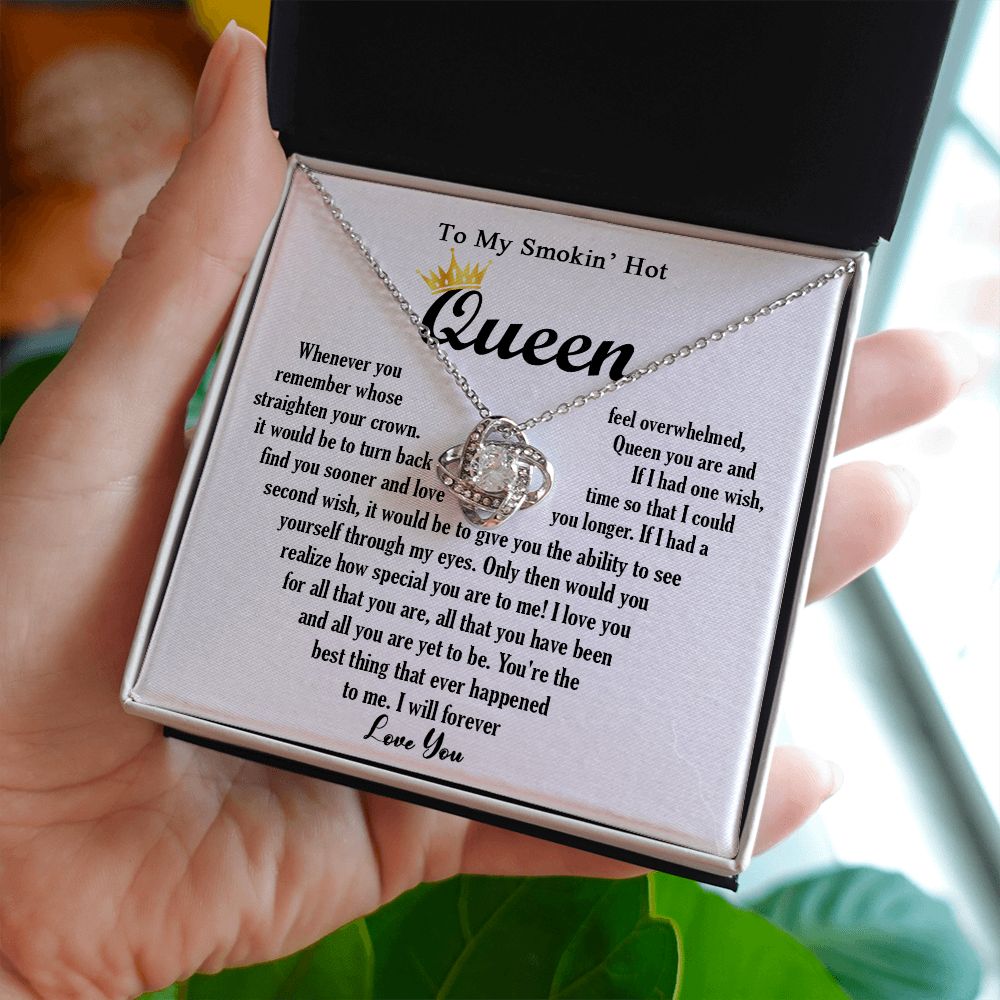 To My Smokin’ Hot
Queen
Whenever you feel overwhelmed,
remember whose Queen you are and
straighten your crown. If I had one wish,
it would be to turn back time so that I could
find you sooner and love you longer. If I had a
second wish, it would be to give you the ability to see
yourself through my eyes. Only then would you
realize how special you are to me! I love you
for all that you are, all that you have been
and all you are yet to be. You're the
best thing that ever happened
to me. I will forever
Love You